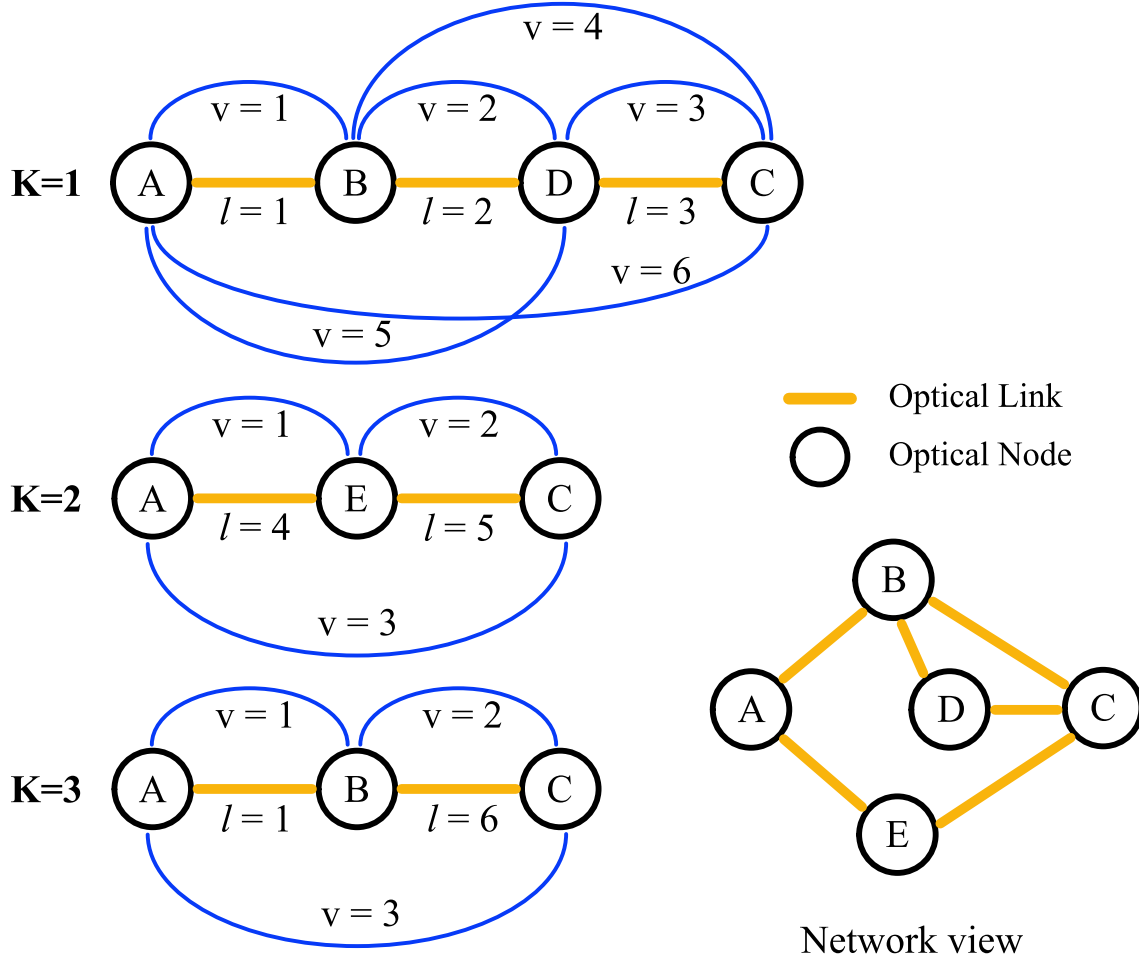 v = 4
v = 1
v = 2
v = 3
K=1
A
B
D
C
l = 1
l = 2
l = 3
v = 6
v = 5
v = 1
v = 2
K=2
A
E
C
l = 4
l = 5
v = 3
v = 1
v = 2
K=3
A
B
C
l = 1
l = 6
v = 3
Optical Link
Optical Node
B
A
D
C
E
Network view